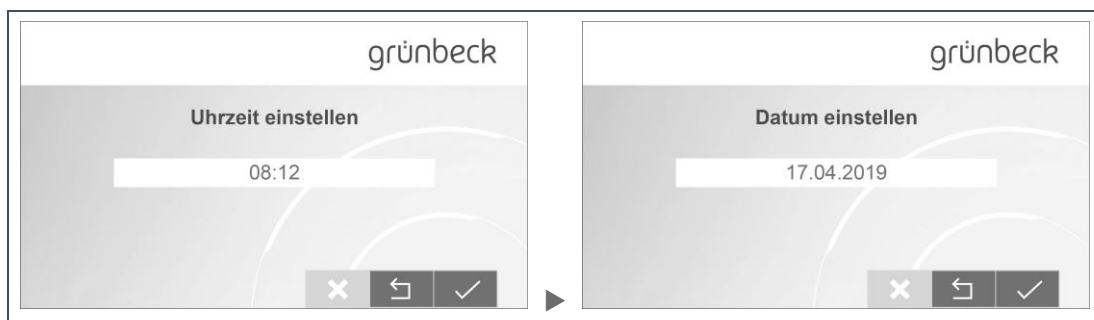 grünbeck
Uhrzeit einstellen
08:12
grünbeck
Datum einstellen
17.04.2019